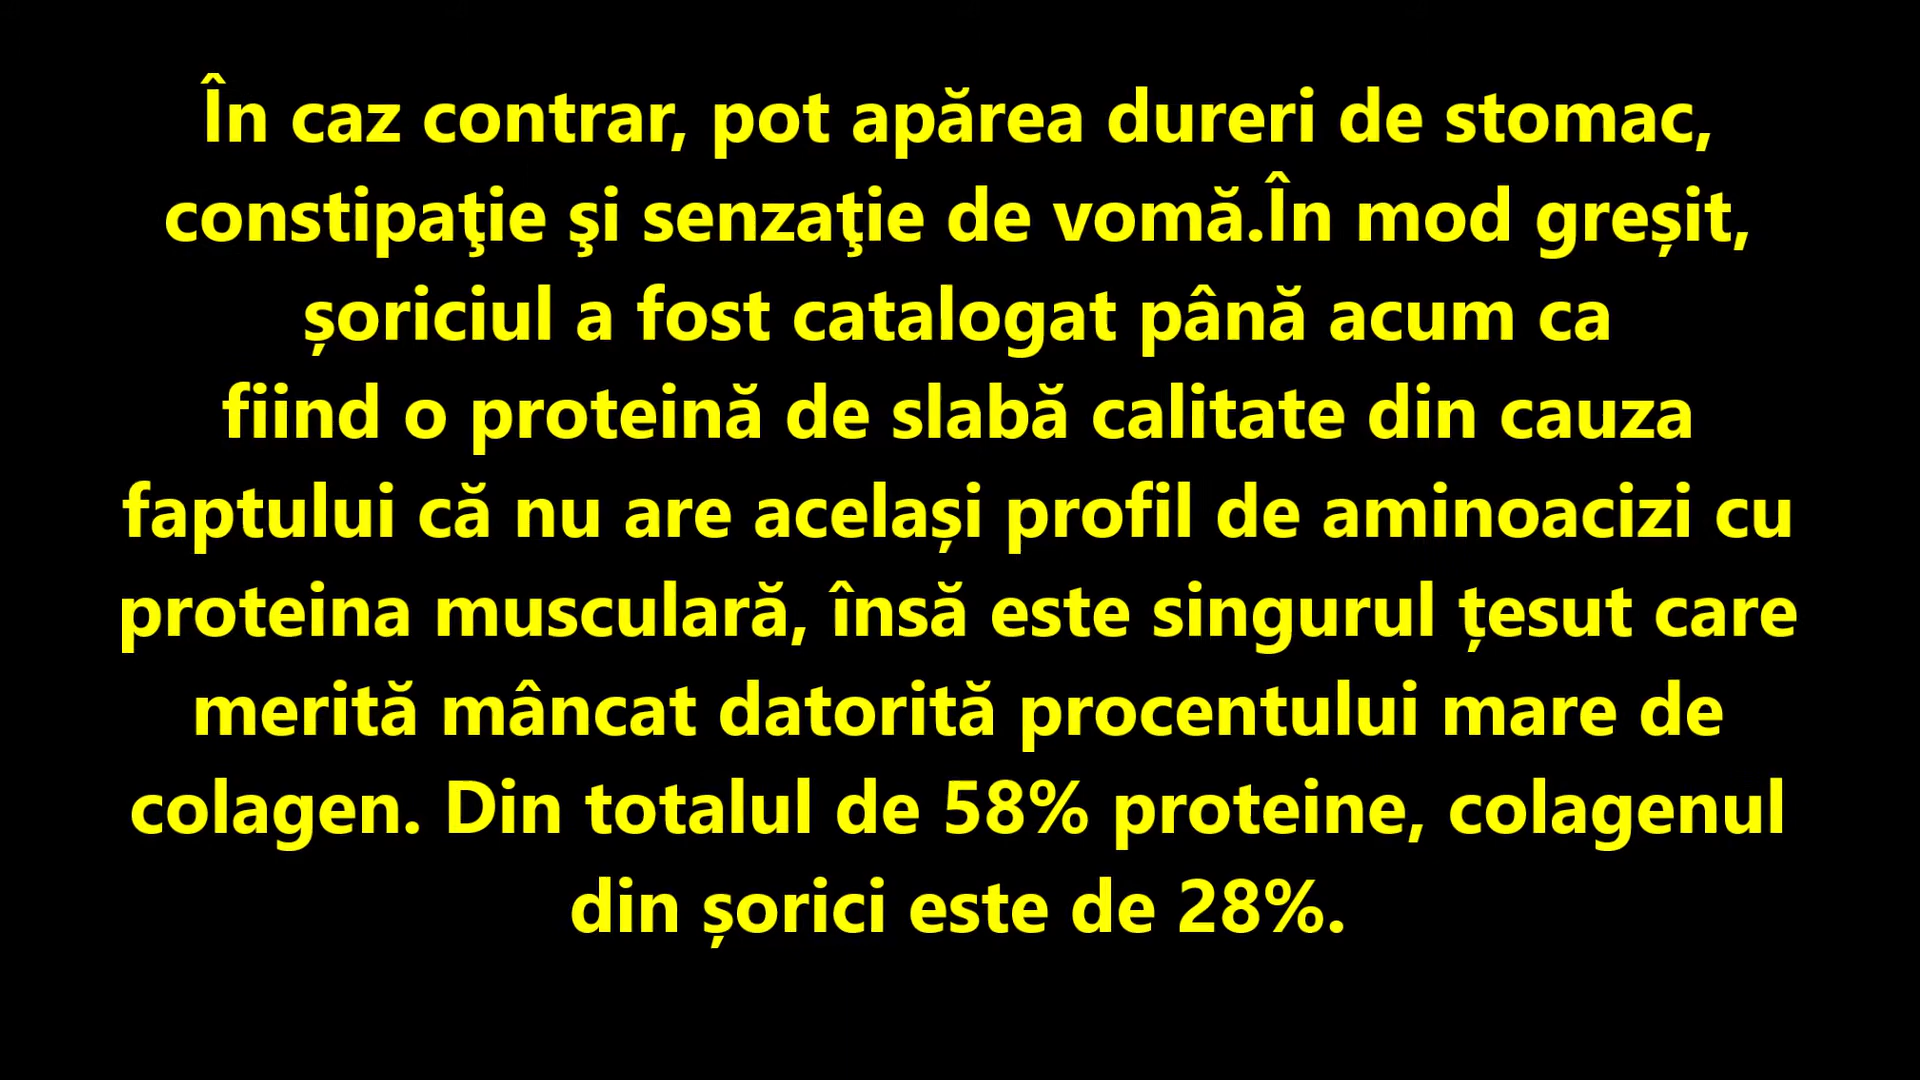 În caz contrar, pot apărea dureri de stomac,
constipaţie şi senzaţie de vomă.În mod greșit,
șoriciul a fost catalogat până acum ca
fiind o proteină de slabă calitate din cauza
faptului că nu are același profil de aminoacizi cu
proteina musculară, însă este singurul țesut care
merită mâncat datorită procentului mare de
colagen. Din totalul de 58% proteine, colagenul
din șorici este de 28%.